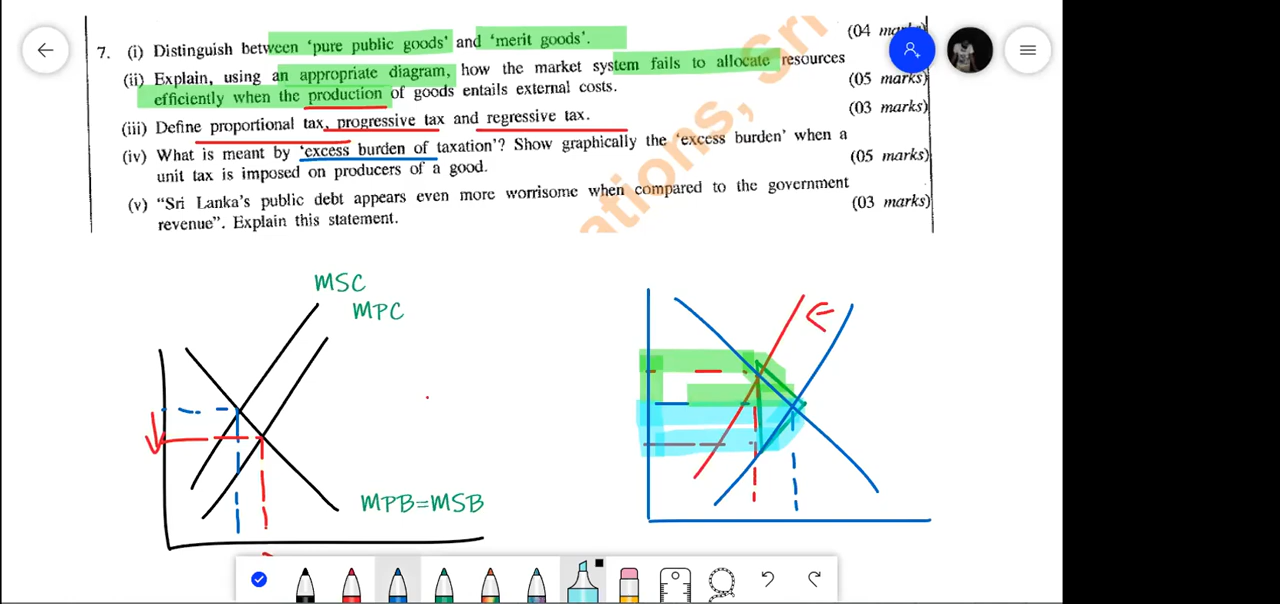 7. (i) Distinguish between 'pure public goods' and 'merit goods'. (04
(ii) Explain, using an appropriate diagram, how the market system fails to allocate resources
efficiently when the production of goods entails external costs. (05 marks)
(iii) Define proportional tax, progressive tax and regressive tax. (03 marks)
(iv) What is meant by 'excess burden of taxation'? Show graphically the 'excess burden' when a
unit tax is imposed on producers of a good. (05 marks)
(v) "Sri Lanka's public debt appears even more worrisome when compared to the government
revenue". Explain this statement. (03 marks)
ations, Sri
MSC
MPC
MPB=MSB